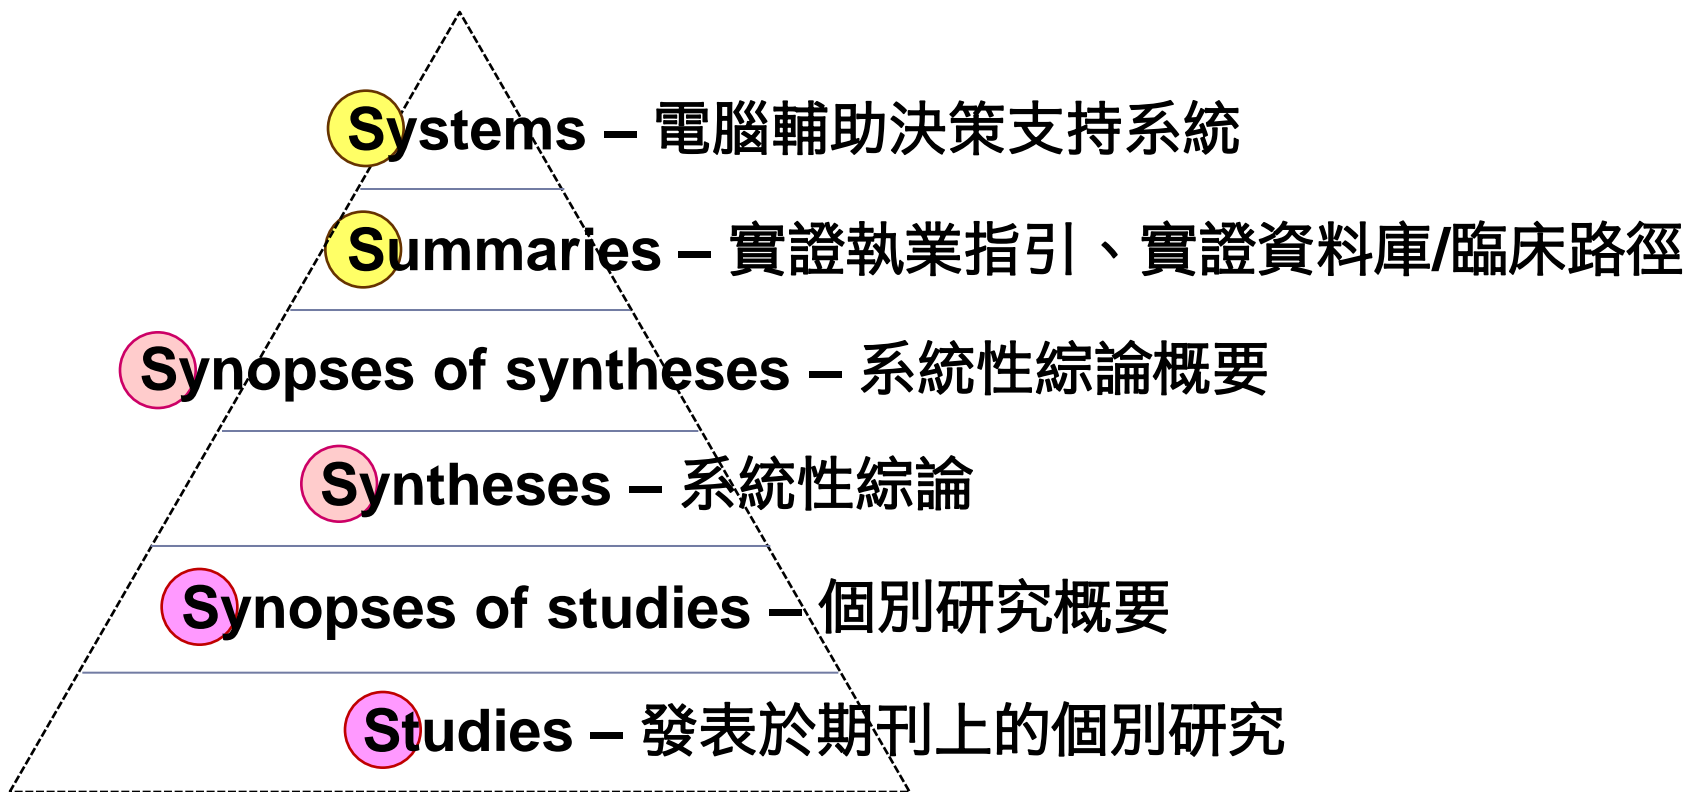 Systems – 電腦輔助決策支持系統
Summaries – 實證執業指引、實證資料庫/臨床路徑
Synopses of syntheses – 系統性綜論概要
Syntheses – 系統性綜論
Synopses of studies – 個別研究概要
Studies – 發表於期刊上的個別研究